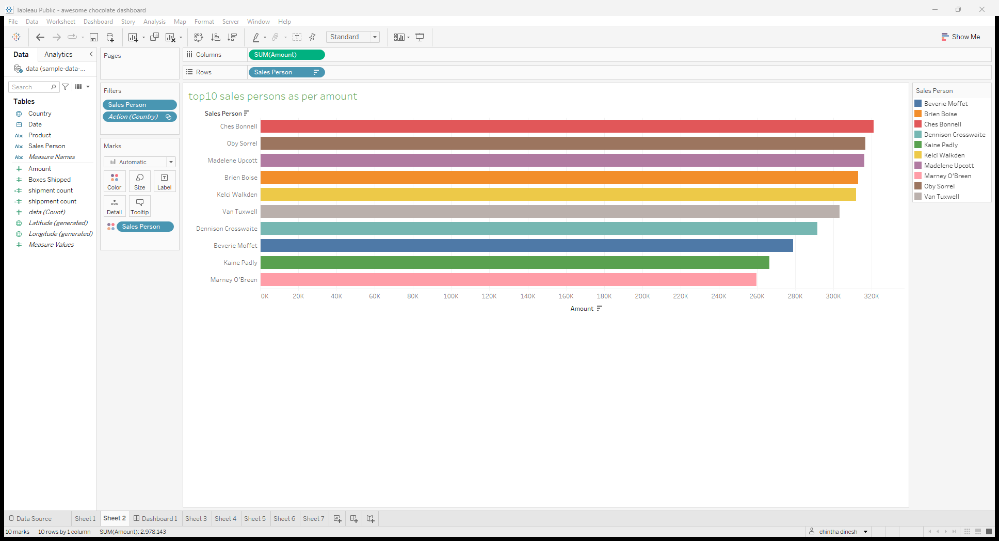 Tableau Public - awesome chocolate dashboard
File Data Worksheet Dashboard Story Analysis Map Format Server Window Help
Standard
Show Me
Data Analytics
data (sample-data-...
Search
Tables
Country
Date
Abc Product
Abc Sales Person
Abc Measure Names
Amount
Boxes Shipped
shipment count
shippment count
data (Count)
Latitude (generated)
Longitude (generated)
Measure Values
Pages
Filters
Sales Person
Action (Country)
Marks
Automatic
Color Size Label
Detail Tooltip
Sales Person
Columns SUM(Amount)
Rows Sales Person
top10 sales persons as per amount
Sales Person
Ches Bonnell
Oby Sorrel
Madelene Upcott
Brien Boise
Kelci Walkden
Van Tuxwell
Dennison Crosswaite
Beverie Moffet
Kaine Padly
Marney O'Breen
0K 20K 40K 60K 80K 100K 120K 140K 160K 180K 200K 220K 240K 260K 280K 300K 320K
Amount
Sales Person
Beverie Moffet
Brien Boise
Ches Bonnell
Dennison Crosswaite
Kaine Padly
Kelci Walkden
Madelene Upcott
Marney O'Breen
Oby Sorrel
Van Tuxwell
Data Source Sheet 1 Sheet 2 Dashboard 1 Sheet 3 Sheet 4 Sheet 5 Sheet 6 Sheet 7
10 marks 10 rows by 1 column SUM(Amount): 2,978,143
chintha dinesh